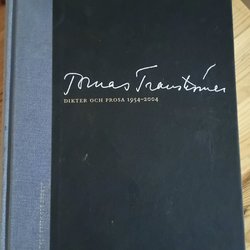 Tomas Tranströmer
DIKTER OCH PROSA 1954–2004